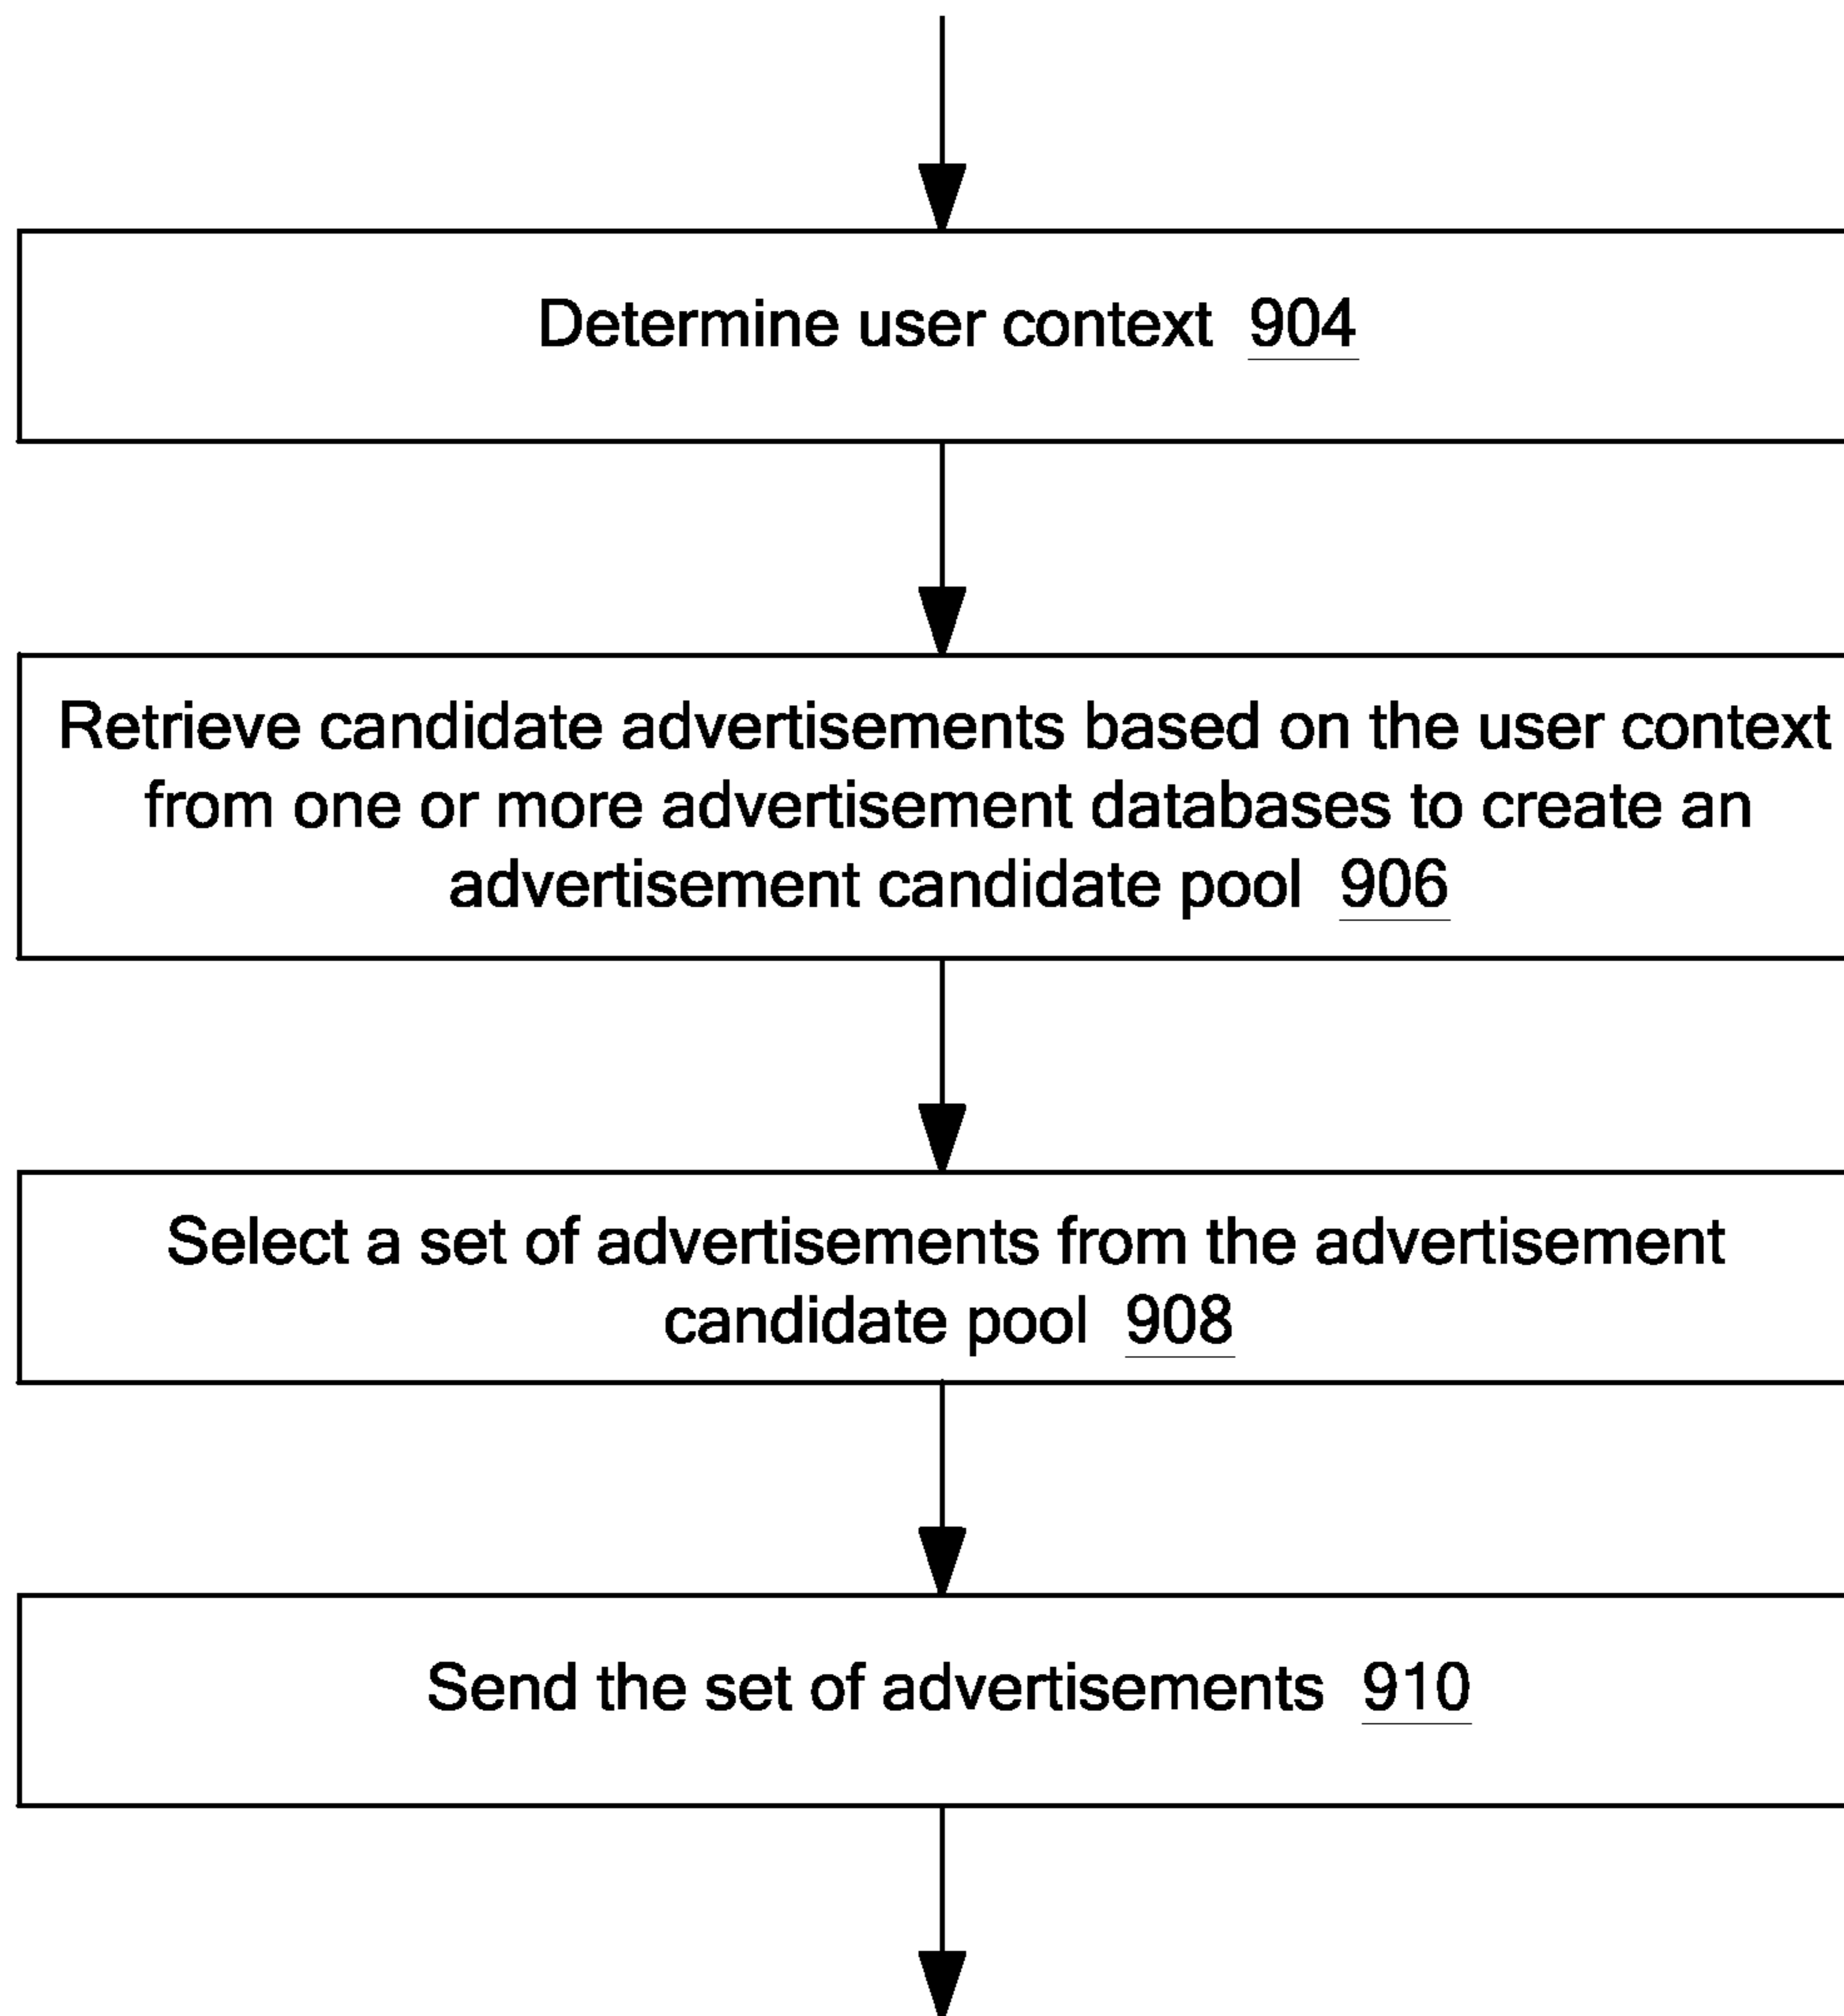 Determine user context 904
Retrieve candidate advertisements based on the user context
from one or more advertisement databases to create an
advertisement candidate pool 906
Select a set of advertisements from the advertisement
candidate pool 908
Send the set of advertisements 910